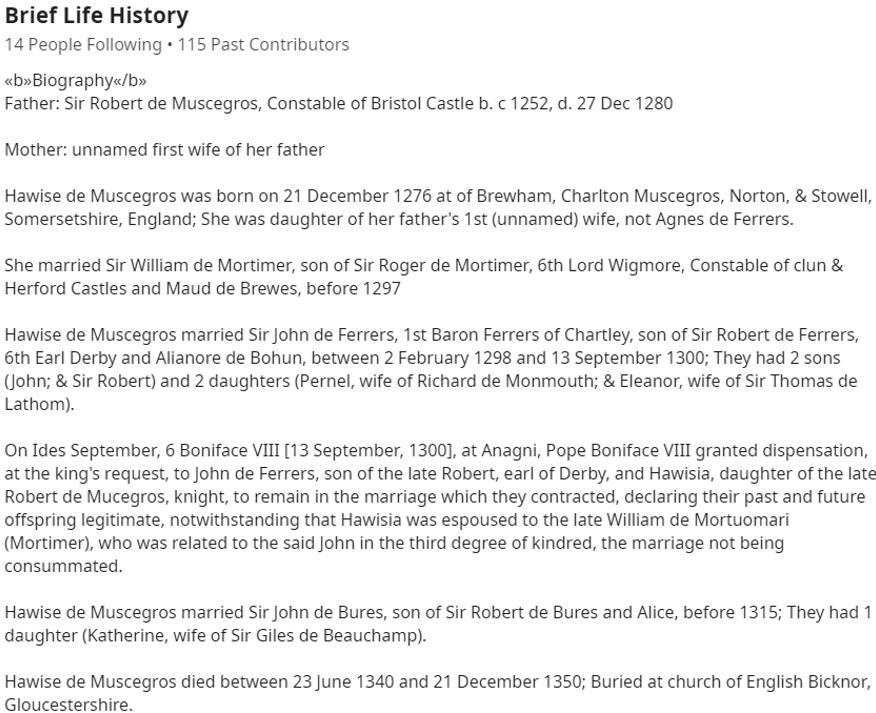 Brief Life History
14 People Following • 115 Past Contributors
«b»Biography«/b»
Father: Sir Robert de Muscegros, Constable of Bristol Castle b. c 1252, d. 27 Dec 1280
Mother: unnamed first wife of her father
Hawise de Muscegros was born on 21 December 1276 at of Brewham, Charlton Muscegros, Norton, & Stowell,
Somersetshire, England; She was daughter of her father's 1st (unnamed) wife, not Agnes de Ferrers.
She married Sir William de Mortimer, son of Sir Roger de Mortimer, 6th Lord Wigmore, Constable of clun &
Herford Castles and Maud de Brewes, before 1297
Hawise de Muscegros married Sir John de Ferrers, 1st Baron Ferrers of Chartley, son of Sir Robert de Ferrers,
6th Earl Derby and Alianore de Bohun, between 2 February 1298 and 13 September 1300; They had 2 sons
(John; & Sir Robert) and 2 daughters (Pernel, wife of Richard de Monmouth; & Eleanor, wife of Sir Thomas de
Lathom).
On Ides September, 6 Boniface VIII [13 September, 1300], at Anagni, Pope Boniface VIII granted dispensation,
at the king's request, to John de Ferrers, son of the late Robert, earl of Derby, and Hawisia, daughter of the late
Robert de Mucegros, knight, to remain in the marriage which they contracted, declaring their past and future
offspring legitimate, notwithstanding that Hawisia was espoused to the late William de Mortuomari
(Mortimer), who was related to the said John in the third degree of kindred, the marriage not being
consummated.
Hawise de Muscegros married Sir John de Bures, son of Sir Robert de Bures and Alice, before 1315; They had 1
daughter (Katherine, wife of Sir Giles de Beauchamp).
Hawise de Muscegros died between 23 June 1340 and 21 December 1350; Buried at church of English Bicknor,
Gloucestershire.